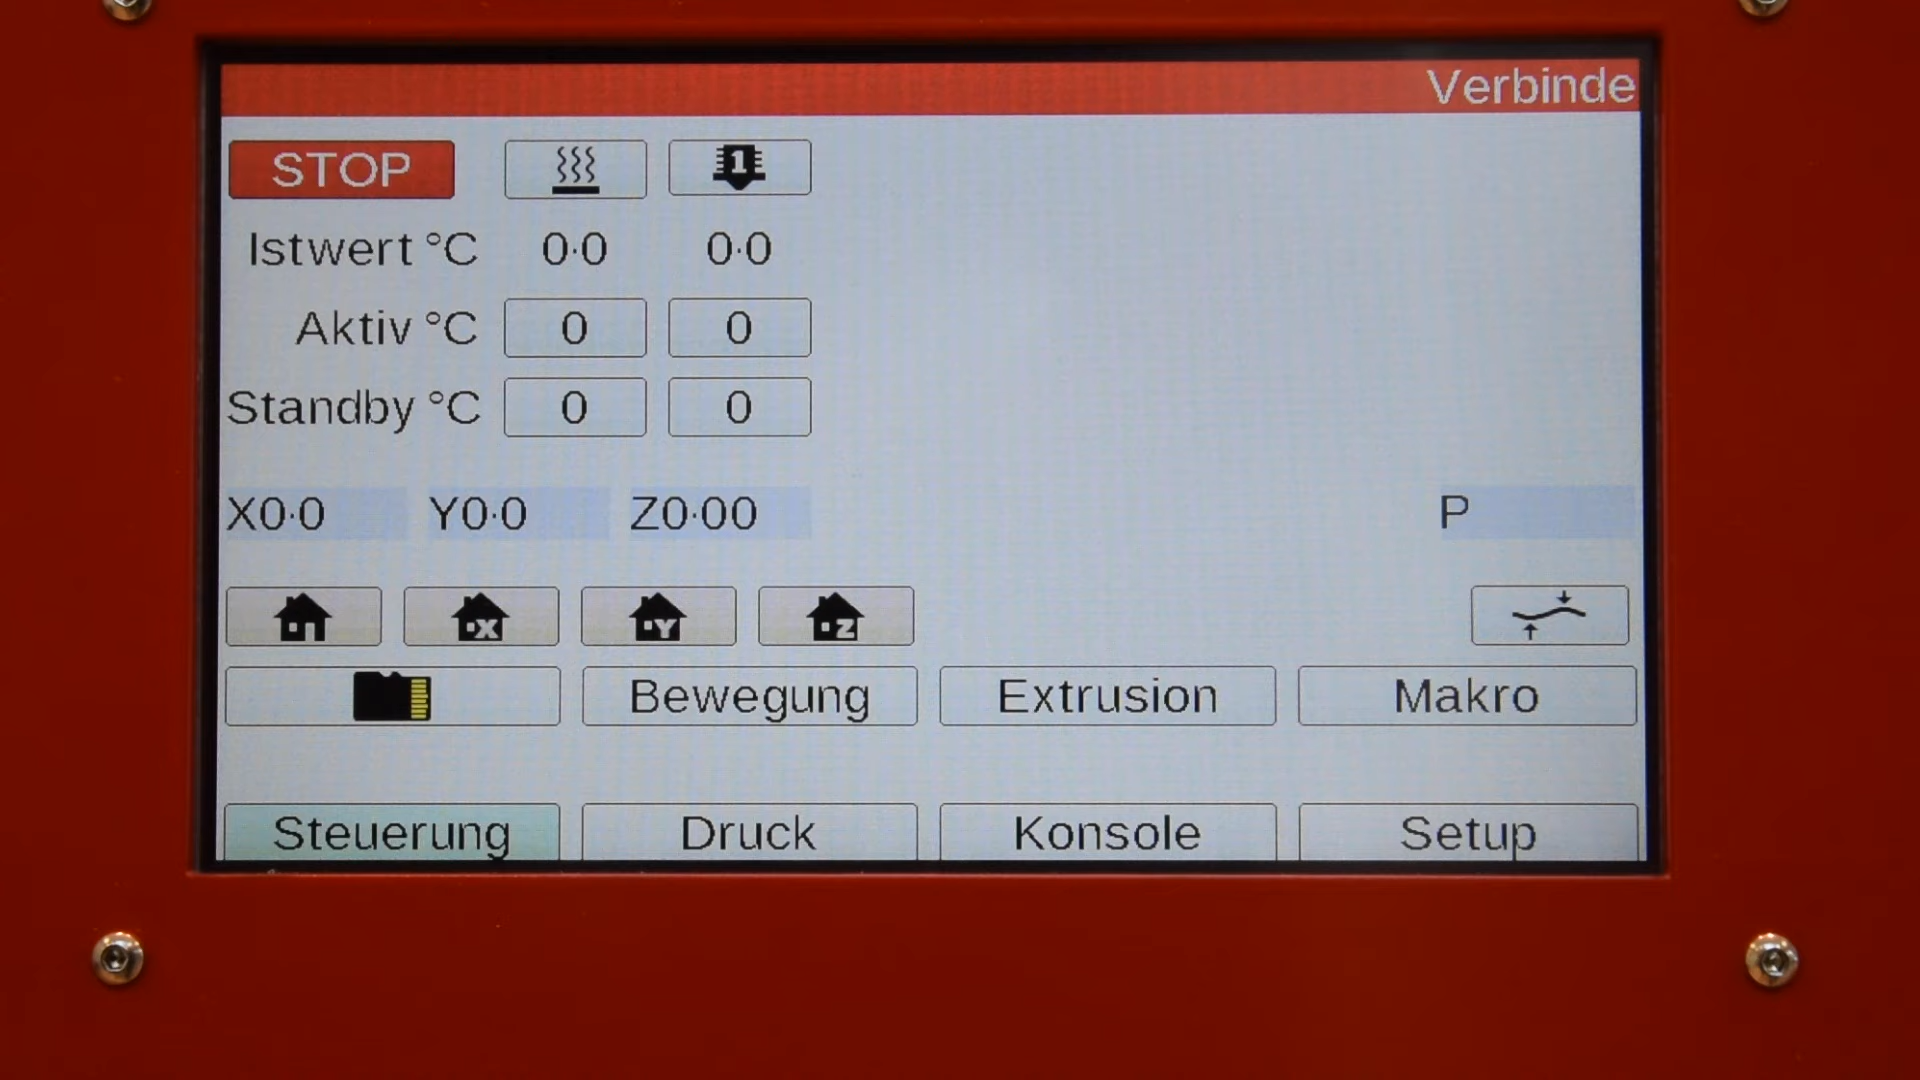 Verbinde
STOP 1
Istwert °C 0·0 0·0
Aktiv °C 0 0
Standby °C 0 0
X0·0 Y0·0 Z0·00 P
X Y Z
Bewegung Extrusion Makro
Steuerung Druck Konsole Setup